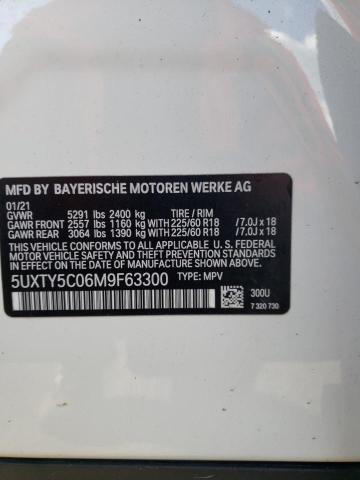 MFD BY BAYERISCHE MOTOREN WERKE AG
01/21
GVWR 5291 lbs 2400 kg TIRE / RIM
GAWR FRONT 2557 lbs 1160 kg WITH 225/60 R18 /7.0J x 18
GAWR REAR 3064 lbs 1390 kg WITH 225/60 R18 /7.0J x 18
THIS VEHICLE CONFORMS TO ALL APPLICABLE U.S. FEDERAL
MOTOR VEHICLE SAFETY AND THEFT PREVENTION STANDARDS
IN EFFECT ON THE DATE OF MANUFACTURE SHOWN ABOVE.
5UXTY5C06M9F63300 TYPE: MPV
300U
7 320 730